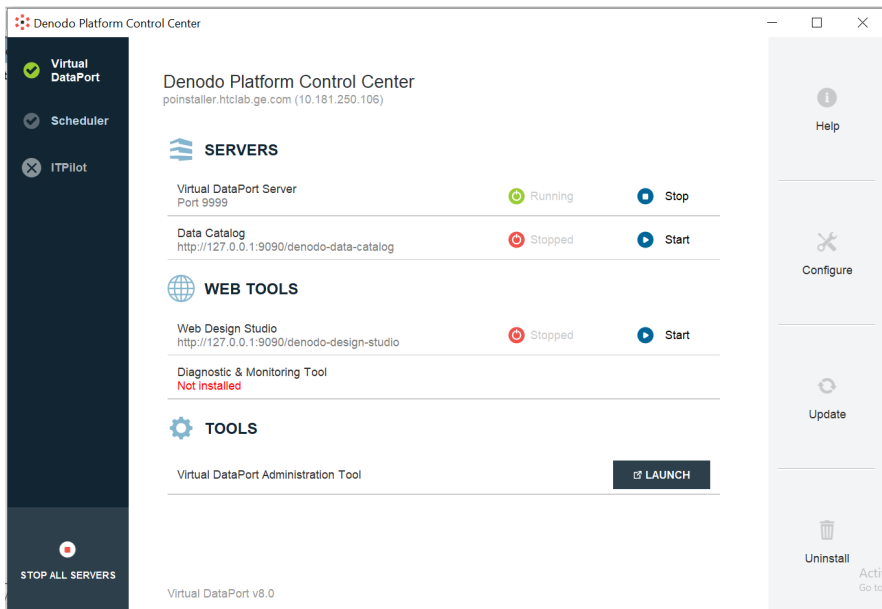 Denodo Platform Control Center
Virtual
DataPort
Scheduler
ITPilot
STOP ALL SERVERS
Denodo Platform Control Center
poinstaller.htclab.ge.com (10.181.250.106)
SERVERS
Virtual DataPort Server
Port 9999
Running
Stop
Data Catalog
http://127.0.0.1:9090/denodo-data-catalog
Stopped
Start
WEB TOOLS
Web Design Studio
http://127.0.0.1:9090/denodo-design-studio
Stopped
Start
Diagnostic & Monitoring Tool
Not installed
TOOLS
Virtual DataPort Administration Tool
LAUNCH
Virtual DataPort v8.0
Help
Configure
Update
Uninstall
Acti
Go to